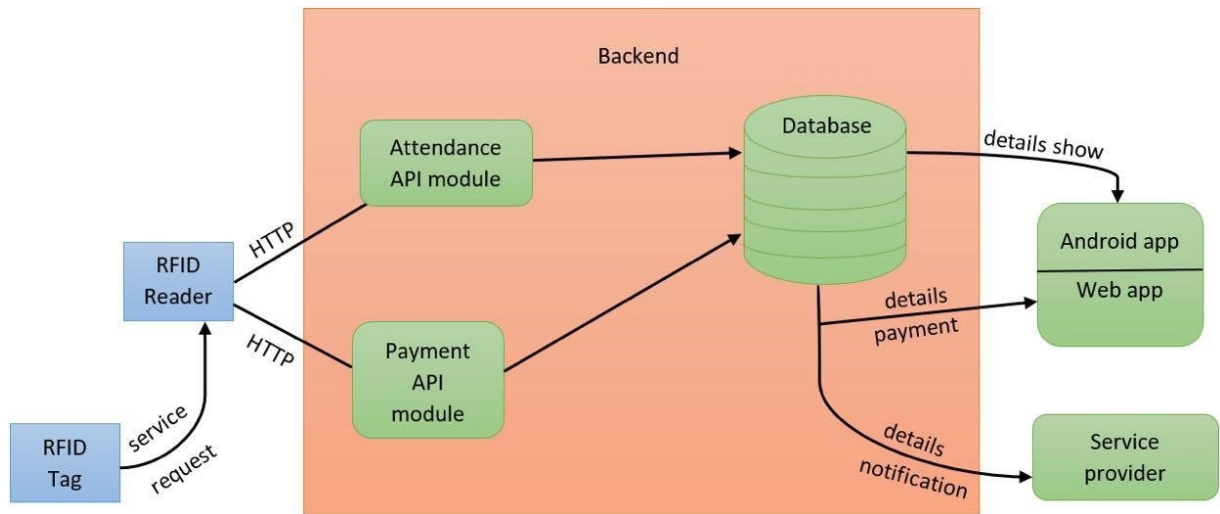 Backend
Attendance
API module
Database
details show
HTTP
RFID
Reader
Android app
Web app
HTTP
Payment
API
module
details
payment
service
request
RFID
Tag
details
notification
Service
provider